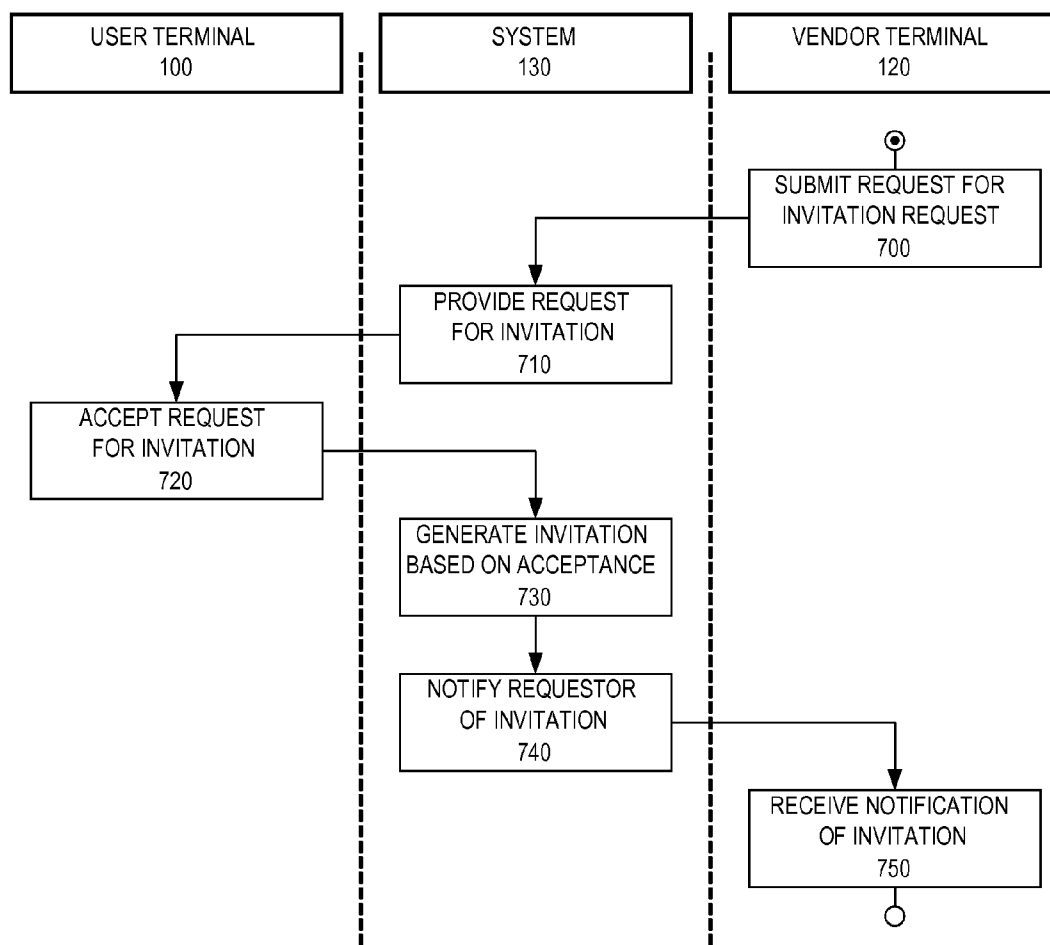 USER TERMINAL
100
SYSTEM
130
VENDOR TERMINAL
120
SUBMIT REQUEST FOR
INVITATION REQUEST
700
PROVIDE REQUEST
FOR INVITATION
710
ACCEPT REQUEST
FOR INVITATION
720
GENERATE INVITATION
BASED ON ACCEPTANCE
730
NOTIFY REQUESTOR
OF INVITATION
740
RECEIVE NOTIFICATION
OF INVITATION
750